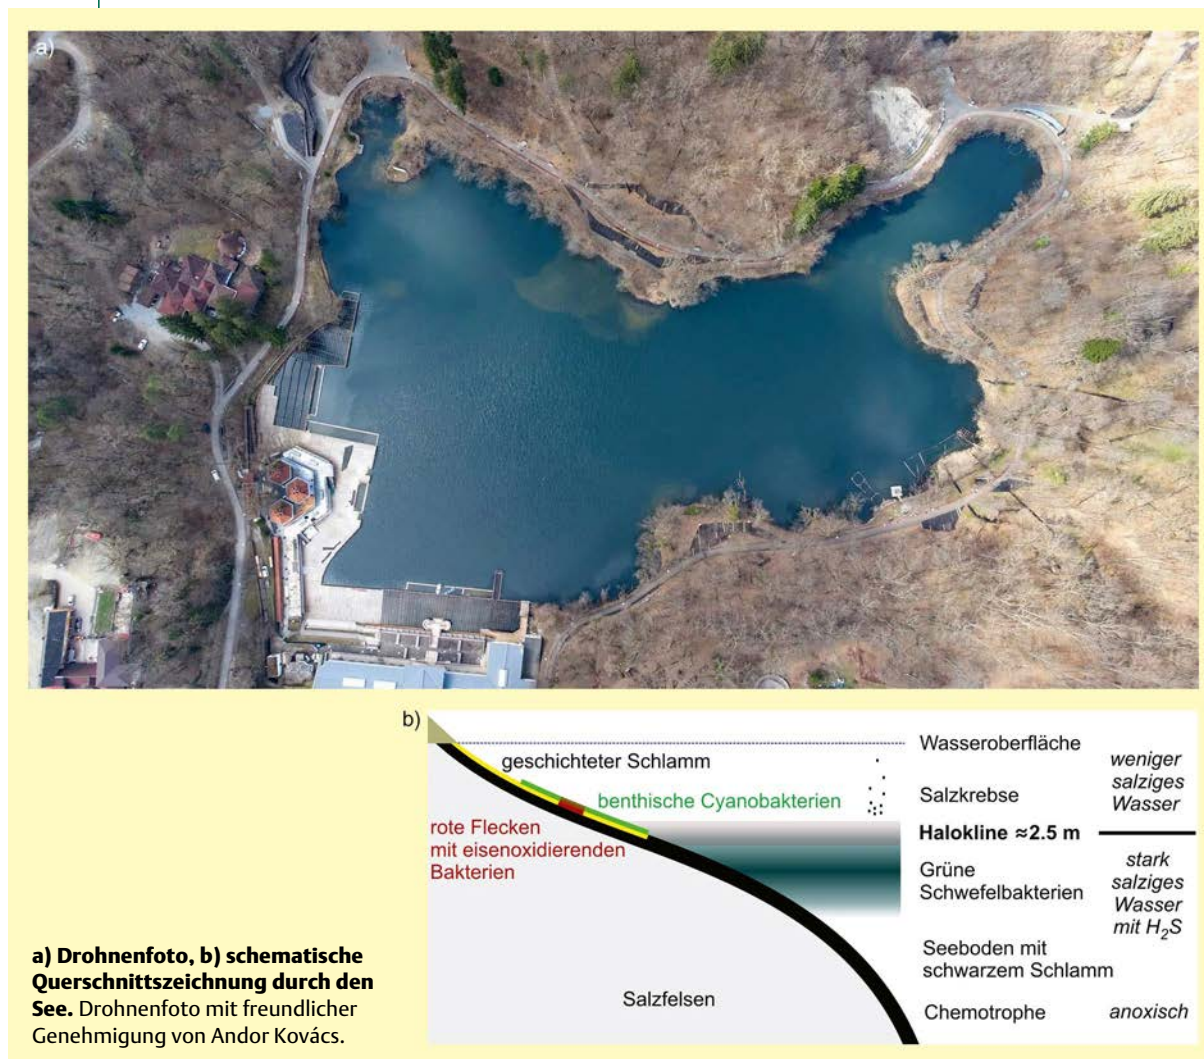 a)
b)
Wasseroberfläche
geschichteter Schlamm
weniger
salziges
Wasser
Salzkrebse
benthische Cyanobakterien
rote Flecken
mit eisenoxidierenden
Bakterien
Halokline ≈2.5 m
Grüne
Schwefelbakterien
stark
salziges
Wasser
mit H₂S
Seeboden mit
schwarzem Schlamm
Salzfelsen
Chemotrophe
anoxisch
a) Drohnenfoto, b) schematische
Querschnittszeichnung durch den
See. Drohnenfoto mit freundlicher
Genehmigung von Andor Kovács.